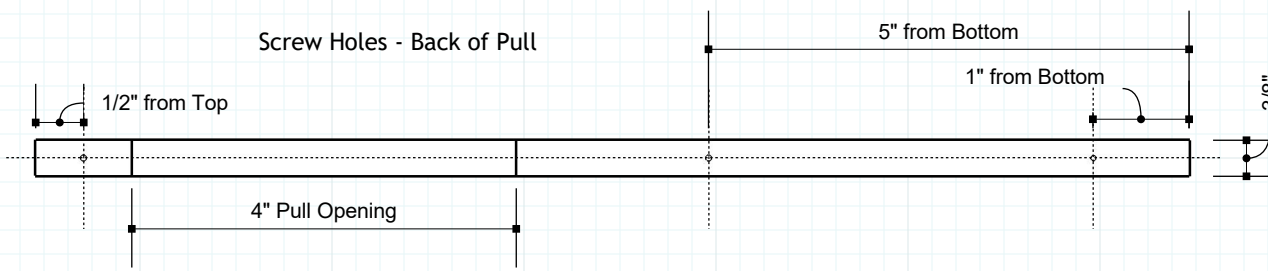 Screw Holes - Back of Pull
5" from Bottom
1" from Bottom
1/2" from Top
4" Pull Opening